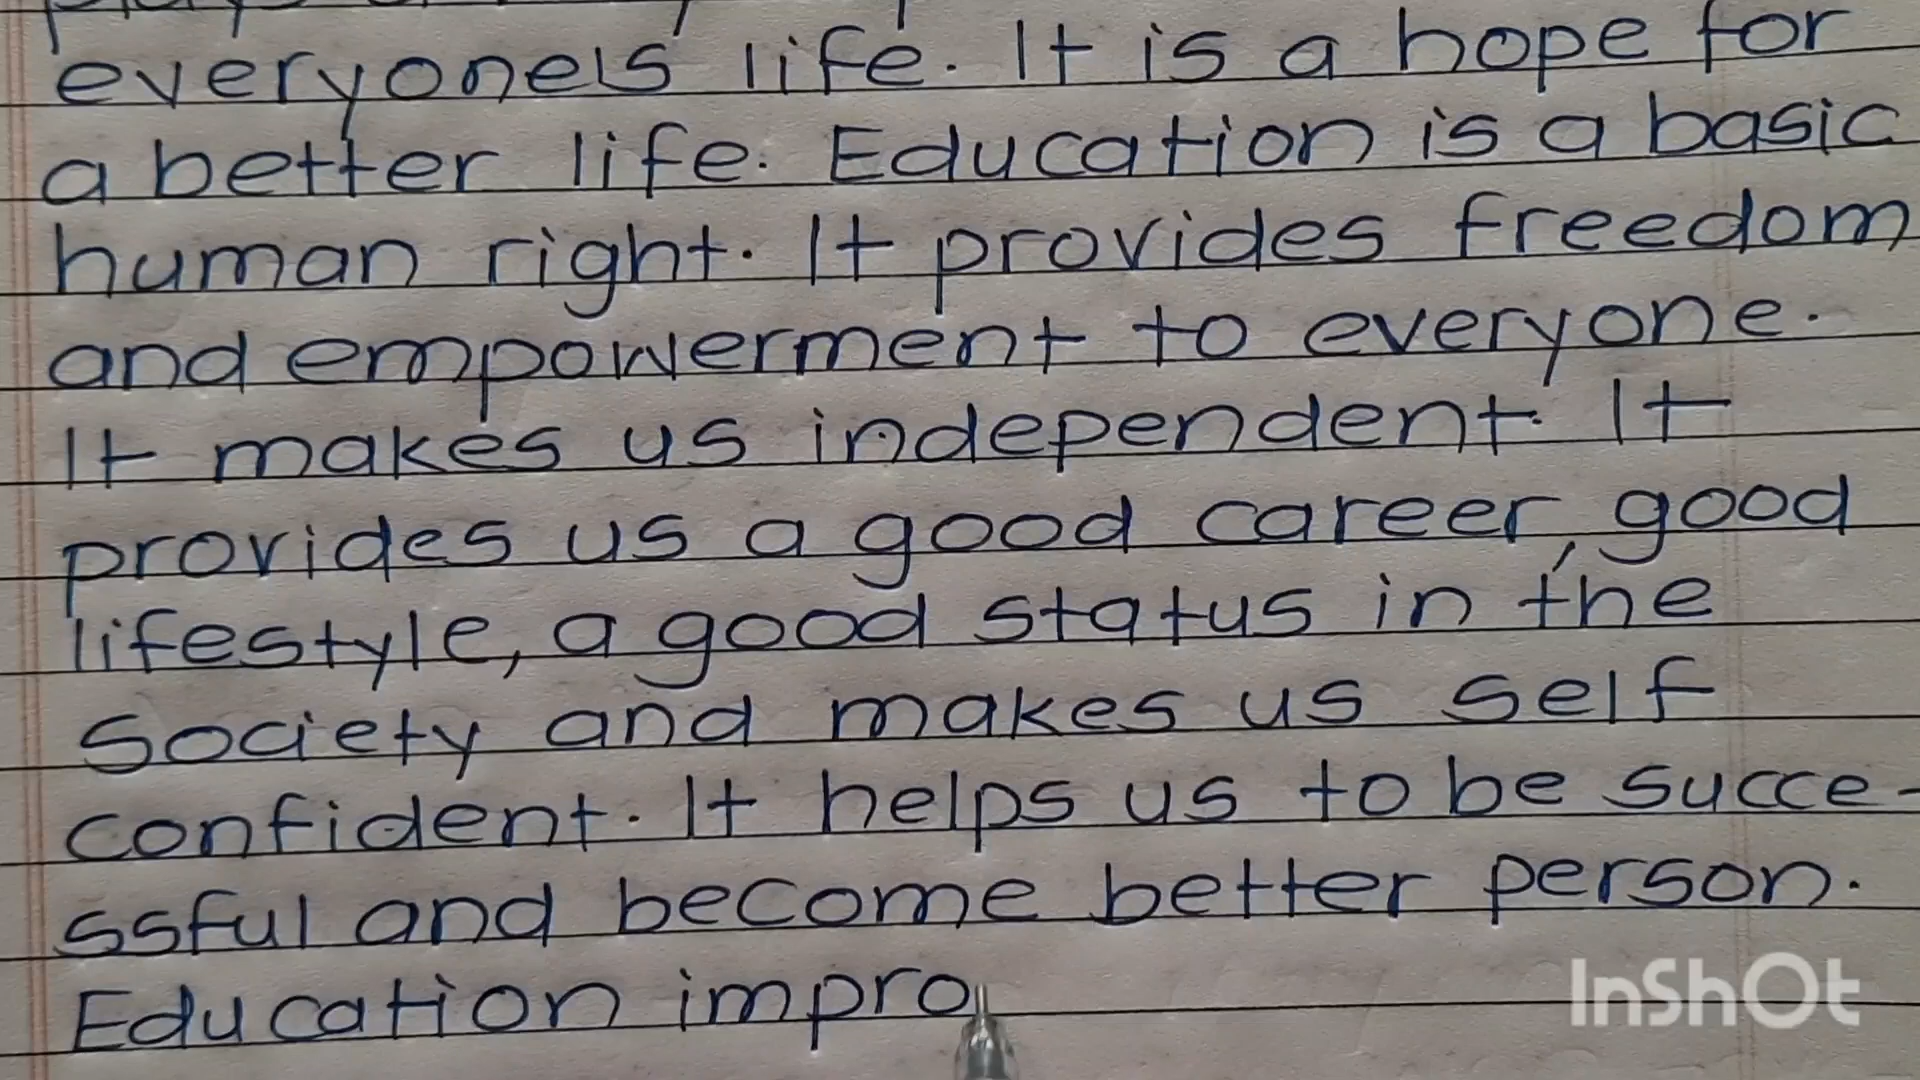 everyone's life. It is a hope for
a better life. Education is a basic
human right. It provides freedom
and empowerment to everyone.
It makes us independent. It
provides us a good career, good
lifestyle, a good status in the
society and makes us self
confident. It helps us to be succe-
ssful and become better person.
Education impro
InShOt